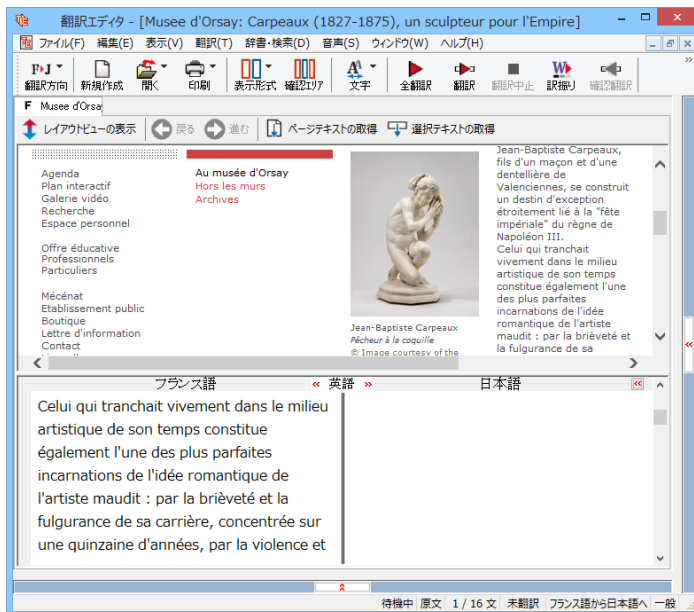 翻訳エディタ - [Musee d'Orsay: Carpeaux (1827-1875), un sculpteur pour l'Empire]
ファイル(F) 編集(E) 表示(V) 翻訳(T) 辞書・検索(D) 音声(S) ウィンドウ(W) ヘルプ(H)
翻訳方向 新規作成 開く 印刷 表示形式 確認エリア 文字 全翻訳 翻訳 翻訳中止 訳振り 確認翻訳
F Musee d'Orsa
レイアウトビューの表示 戻る 進む ページテキストの取得 選択テキストの取得
Agenda
Plan interactif
Galerie vidéo
Recherche
Espace personnel
Offre éducative
Professionnels
Particuliers
Mécénat
Etablissement public
Boutique
Lettre d'information
Contact
Au musée d'Orsay
Hors les murs
Archives
Jean-Baptiste Carpeaux
Pêcheur à la coquille
© Image courtesy of the
Jean-Baptiste Carpeaux,
fils d'un maçon et d'une
dentellière de
Valenciennes, se construit
un destin d'exception
étroitement lié à la "fête
impériale" du règne de
Napoléon III.
Celui qui tranchait
vivement dans le milieu
artistique de son temps
constitue également l'une
des plus parfaites
incarnations de l'idée
romantique de l'artiste
maudit : par la brièveté et
la fulgurance de sa
フランス語 « 英語 » 日本語 «
Celui qui tranchait vivement dans le milieu
artistique de son temps constitue
également l'une des plus parfaites
incarnations de l'idée romantique de
l'artiste maudit : par la brièveté et la
fulgurance de sa carrière, concentrée sur
une quinzaine d'années, par la violence et
待機中 原文 1 / 16 文 未翻訳 フランス語から日本語へ 一般